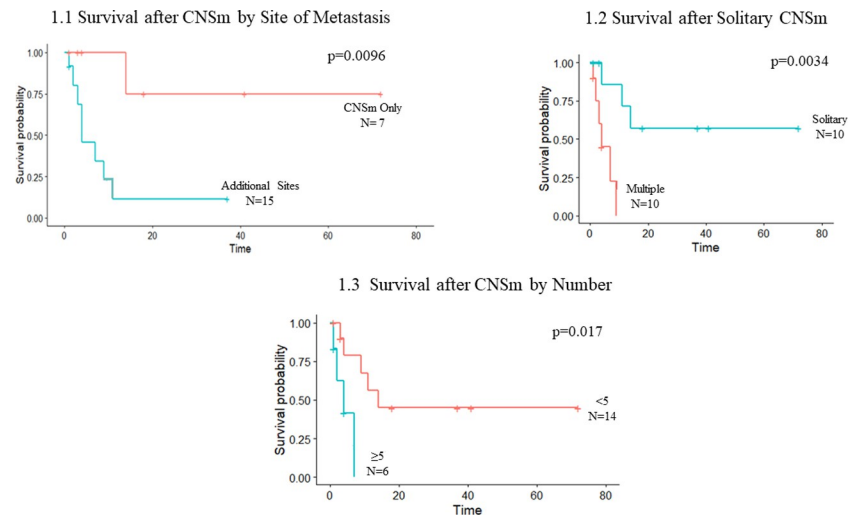 1.1 Survival after CNSm by Site of Metastasis
p=0.0096
Survival probability
1.00
0.75
0.50
0.25
0.00
CNSm Only
N= 7
Additional Sites
N=15
0 20 40 60 80
Time
1.2 Survival after Solitary CNSm
p=0.0034
Survival probability
1.00
0.75
0.50
0.25
0.00
Solitary
N=10
Multiple
N=10
0 20 40 60 80
Time
1.3 Survival after CNSm by Number
p=0.017
Survival probability
1.00
0.75
0.50
0.25
0.00
<5
N=14
≥5
N=6
0 20 40 60 80
Time